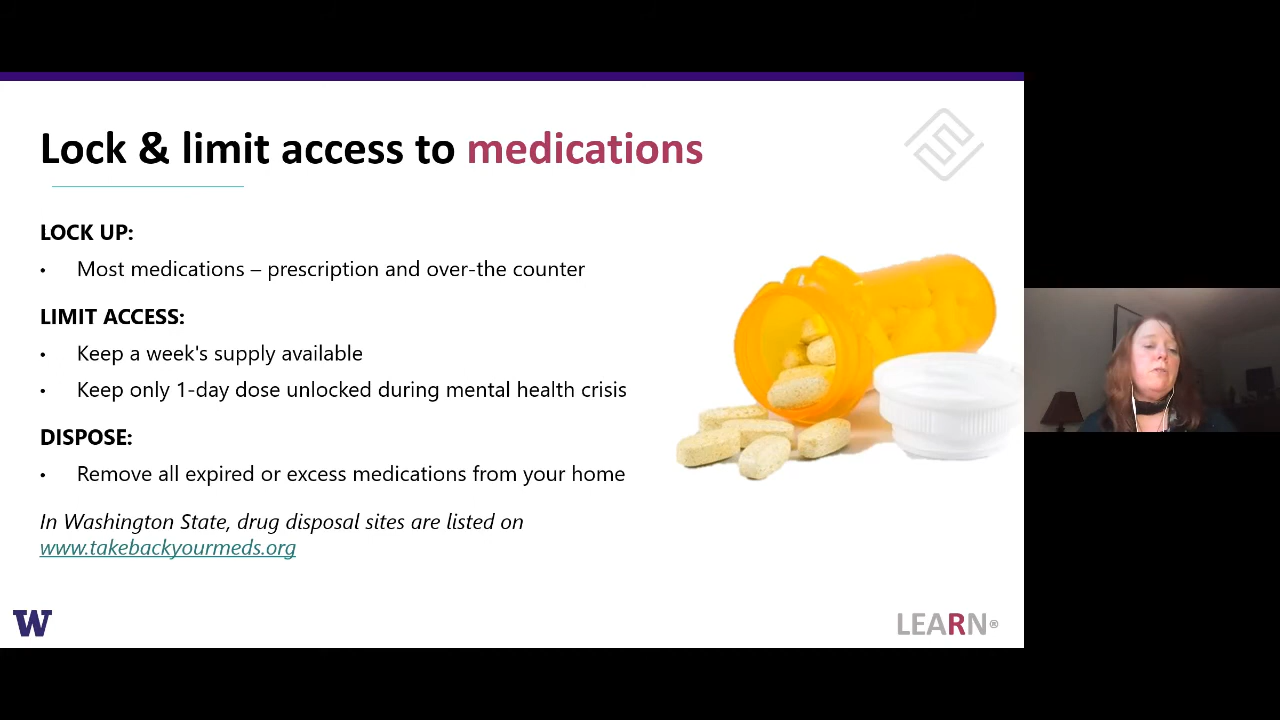 Lock & limit access to medications
LOCK UP:
• Most medications – prescription and over-the counter
LIMIT ACCESS:
• Keep a week's supply available
• Keep only 1-day dose unlocked during mental health crisis
DISPOSE:
• Remove all expired or excess medications from your home
In Washington State, drug disposal sites are listed on
www.takebackyourmeds.org
W
LEARN®